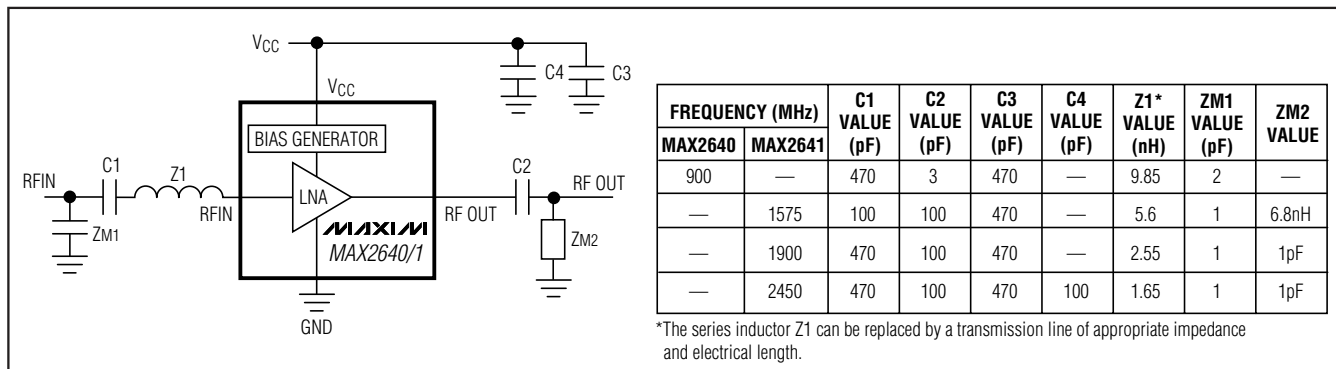 VCC
C4
C3
VCC
BIAS GENERATOR
C1
Z1
C2
RFIN
RFIN
LNA
RF OUT
RF OUT
ZM1
MAXIM
MAX2640/1
ZM2
GND
FREQUENCY (MHz) | C1 VALUE (pF) | C2 VALUE (pF) | C3 VALUE (pF) | C4 VALUE (pF) | Z1* VALUE (nH) | ZM1 VALUE (pF) | ZM2 VALUE
MAX2640 | MAX2641
900 | — | 470 | 3 | 470 | — | 9.85 | 2 | —
— | 1575 | 100 | 100 | 470 | — | 5.6 | 1 | 6.8nH
— | 1900 | 470 | 100 | 470 | — | 2.55 | 1 | 1pF
— | 2450 | 470 | 100 | 470 | 100 | 1.65 | 1 | 1pF
*The series inductor Z1 can be replaced by a transmission line of appropriate impedance
and electrical length.